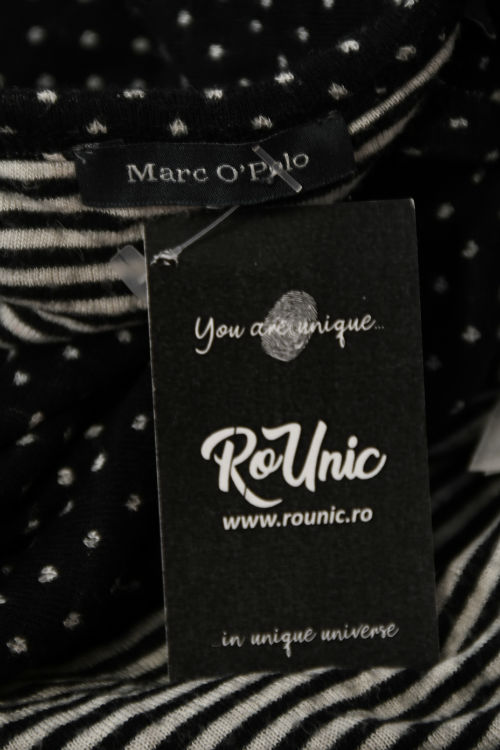 Marc O'Polo
You are unique...
RoUnic
www.rounic.ro
...in unique universe